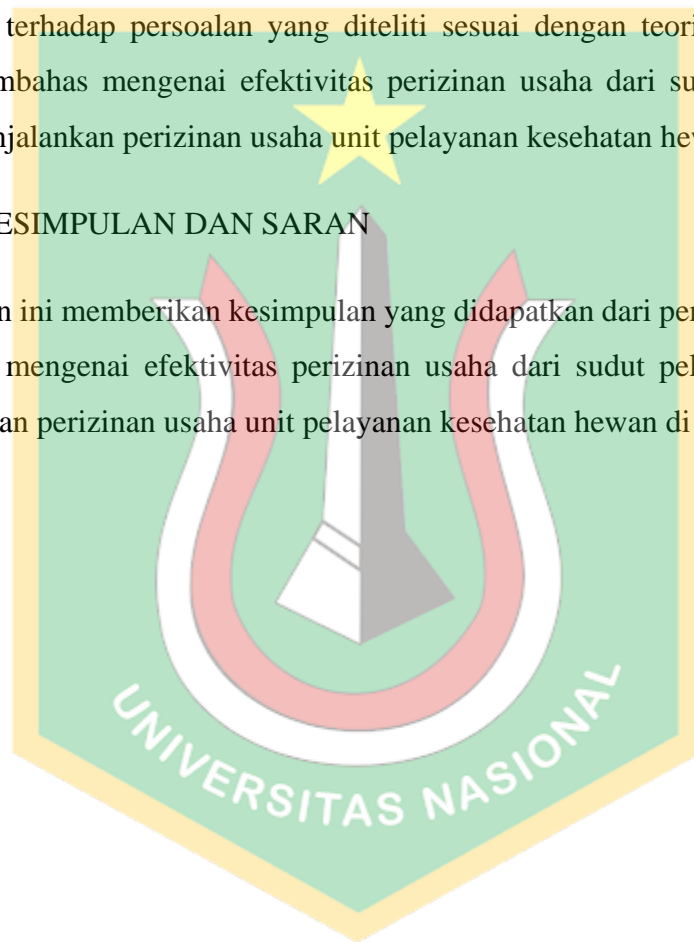 terhadap persoalan yang diteliti sesuai dengan teori
mbahas mengenai efektivitas perizinan usaha dari su
njalankan perizinan usaha unit pelayanan kesehatan hew
ESIMPULAN DAN SARAN
n ini memberikan kesimpulan yang didapatkan dari per
mengenai efektivitas perizinan usaha dari sudut pel
an perizinan usaha unit pelayanan kesehatan hewan di
UNIVERSITAS NASIONAL